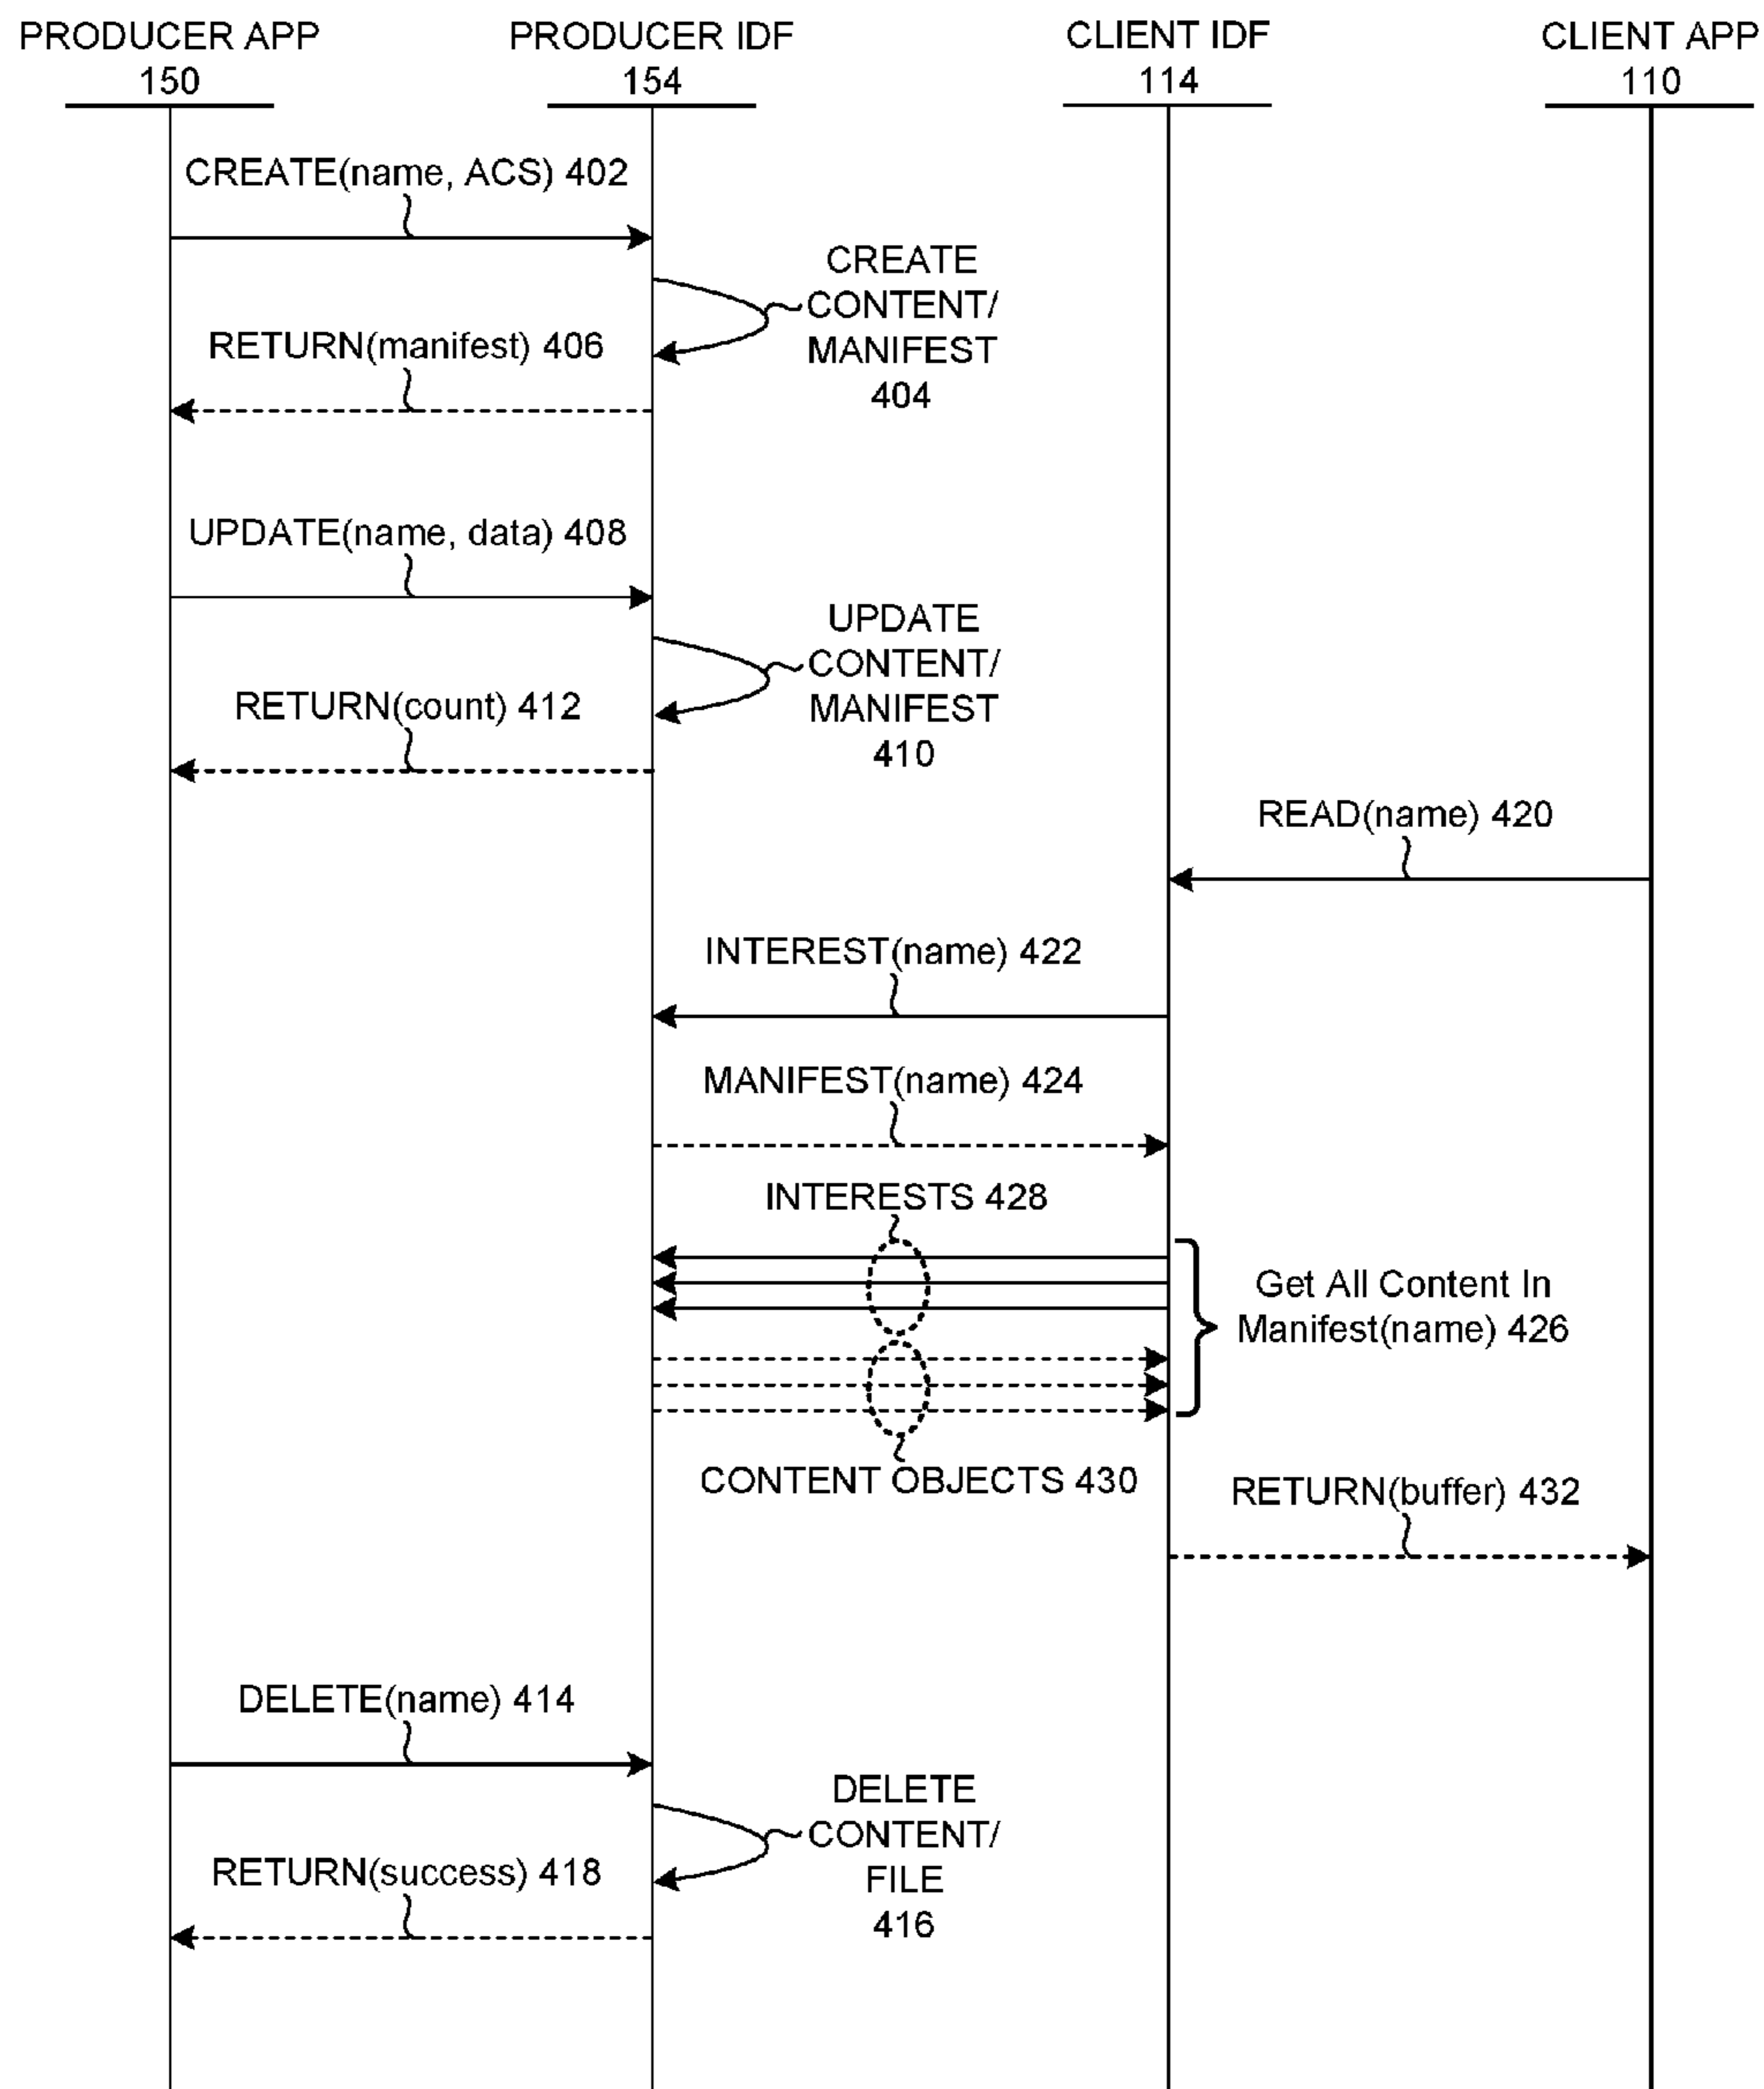 PRODUCER APP
150
PRODUCER IDF
154
CLIENT IDF
114
CLIENT APP
110
CREATE(name, ACS) 402
CREATE
CONTENT/
MANIFEST
404
RETURN(manifest) 406
UPDATE(name, data) 408
UPDATE
CONTENT/
MANIFEST
410
RETURN(count) 412
READ(name) 420
INTEREST(name) 422
MANIFEST(name) 424
INTERESTS 428
Get All Content In
Manifest(name) 426
CONTENT OBJECTS 430
RETURN(buffer) 432
DELETE(name) 414
DELETE
CONTENT/
FILE
416
RETURN(success) 418